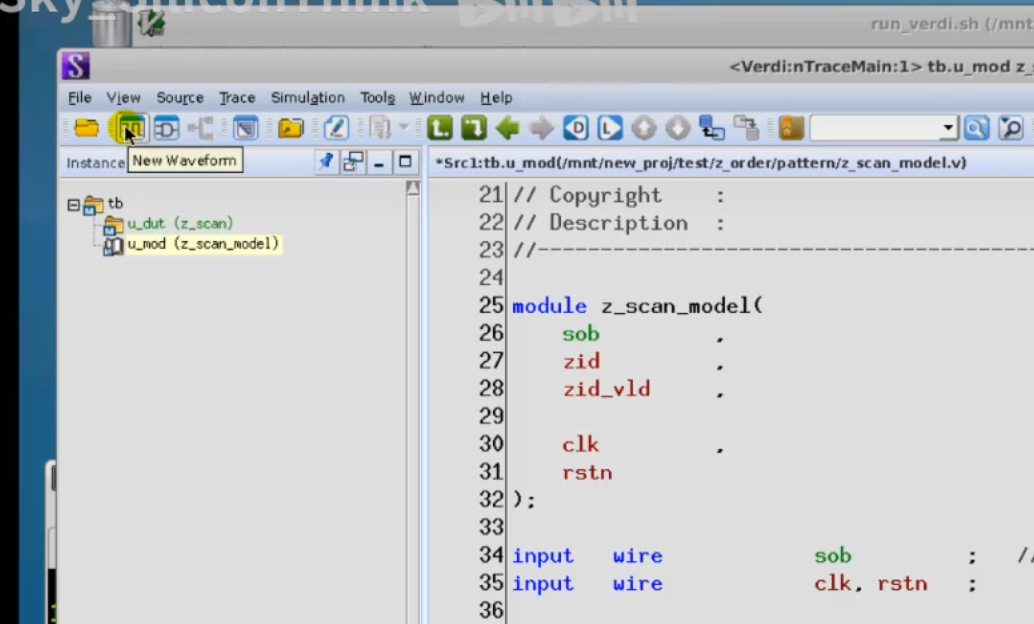 Sky_SiliconThink bilibili
run_verdi.sh (/mnt
<Verdi:nTraceMain:1> tb.u_mod z_
File View Source Trace Simulation Tools Window Help
Instance
New Waveform
*Src1:tb.u_mod(/mnt/new_proj/test/z_order/pattern/z_scan_model.v)
tb
u_dut (z_scan)
u_mod (z_scan_model)
21 // Copyright :
22 // Description :
23 //--------------------------------------
24
25 module z_scan_model(
26 sob ,
27 zid ,
28 zid_vld ,
29
30 clk ,
31 rstn
32 );
33
34 input wire sob ; //
35 input wire clk, rstn ;
36